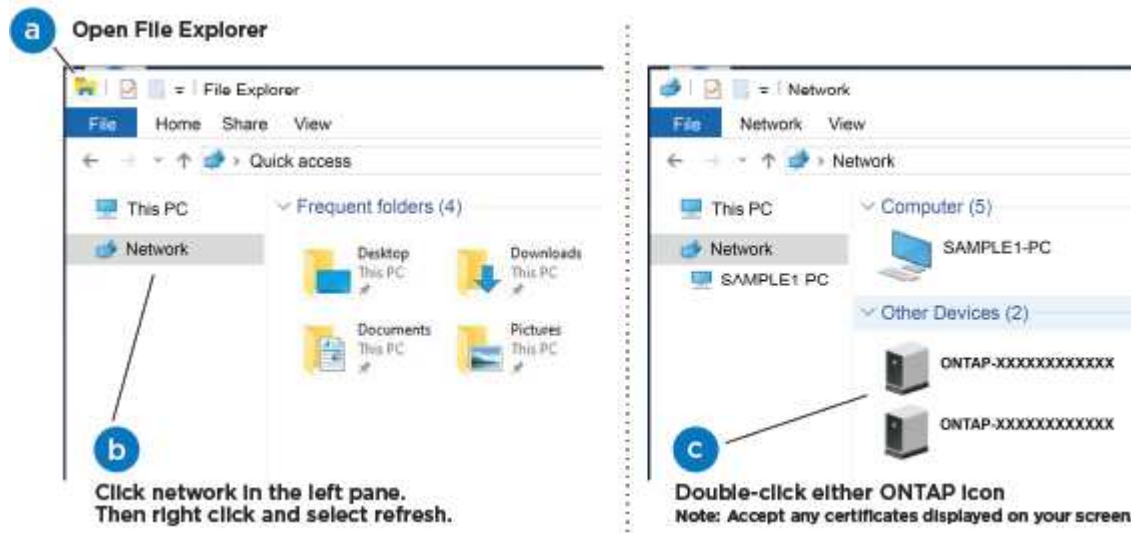 a Open File Explorer
File Explorer
File Home Share View
Quick access
This PC
Network
Frequent folders (4)
Desktop
This PC
Downloads
This PC
Documents
This PC
Pictures
This PC
b
Click network in the left pane.
Then right click and select refresh.
Network
File Network View
Network
This PC
Network
SAMPLE1 PC
Computer (5)
SAMPLE1-PC
Other Devices (2)
ONTAP-XXXXXXXXXXXX
ONTAP-XXXXXXXXXXXX
c
Double-click either ONTAP icon
Note: Accept any certificates displayed on your screen